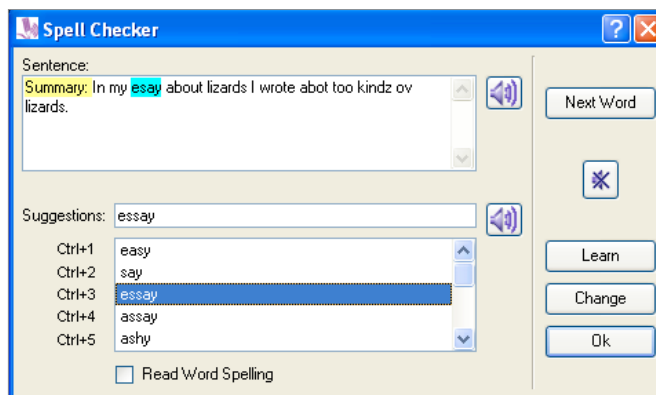 Spell Checker
Sentence:
Summary: In my esay about lizards I wrote abot too kindz ov
lizards.
Next Word
Suggestions: essay
Ctrl+1 easy
Ctrl+2 say
Ctrl+3 essay
Ctrl+4 assay
Ctrl+5 ashy
Learn
Change
Ok
Read Word Spelling